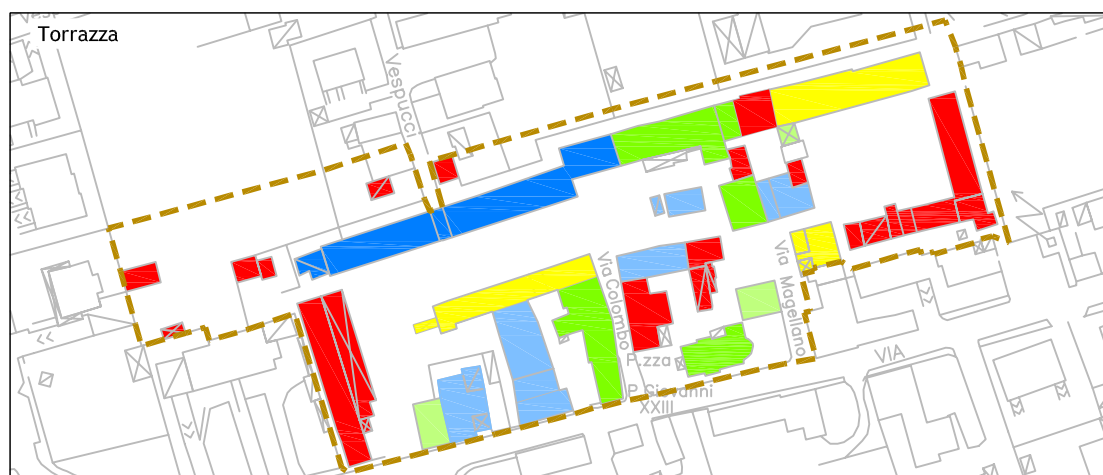 Torrazza
Vespucci
Via Colombo
Via Magellano
P.zza
P. Giovanni
XXIII
VIA